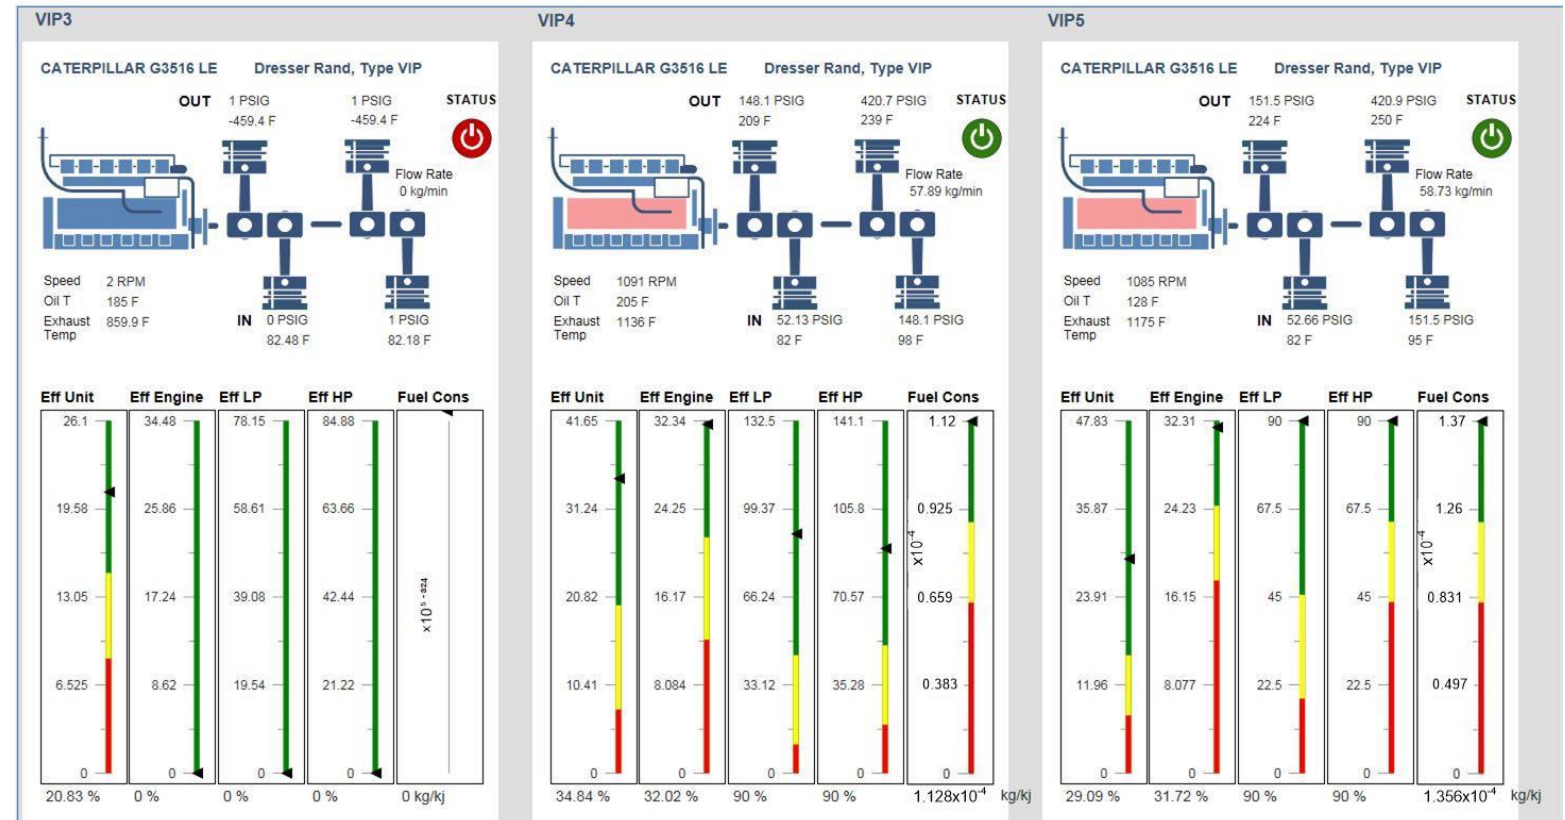 VIP3
CATERPILLAR G3516 LE Dresser Rand, Type VIP
OUT 1 PSIG 1 PSIG STATUS
-459.4 F -459.4 F
Flow Rate
0 kg/min
Speed 2 RPM
Oil T 185 F
Exhaust Temp 859.9 F
IN 0 PSIG 1 PSIG
82.48 F 82.18 F
Eff Unit Eff Engine Eff LP Eff HP Fuel Cons
26.1 34.48 78.15 84.88
19.58 25.86 58.61 63.66
13.05 17.24 39.08 42.44
x10⁵⁻⁸²⁴
6.525 8.62 19.54 21.22
0 0 0 0
20.83 % 0 % 0 % 0 % 0 kg/kj
VIP4
CATERPILLAR G3516 LE Dresser Rand, Type VIP
OUT 148.1 PSIG 420.7 PSIG STATUS
209 F 239 F
Flow Rate
57.89 kg/min
Speed 1091 RPM
Oil T 205 F
Exhaust Temp 1136 F
IN 52.13 PSIG 148.1 PSIG
82 F 98 F
Eff Unit Eff Engine Eff LP Eff HP Fuel Cons
41.65 32.34 132.5 141.1 1.12
31.24 24.25 99.37 105.8 0.925
x10⁻⁴
20.82 16.17 66.24 70.57 0.659
10.41 8.084 33.12 35.28 0.383
0 0 0 0 0
34.84 % 32.02 % 90 % 90 % 1.128x10⁻⁴ kg/kj
VIP5
CATERPILLAR G3516 LE Dresser Rand, Type VIP
OUT 151.5 PSIG 420.9 PSIG STATUS
224 F 250 F
Flow Rate
58.73 kg/min
Speed 1085 RPM
Oil T 128 F
Exhaust Temp 1175 F
IN 52.66 PSIG 151.5 PSIG
82 F 95 F
Eff Unit Eff Engine Eff LP Eff HP Fuel Cons
47.83 32.31 90 90 1.37
35.87 24.23 67.5 67.5 1.26
x10⁻⁴
23.91 16.15 45 45 0.831
11.96 8.077 22.5 22.5 0.497
0 0 0 0 0
29.09 % 31.72 % 90 % 90 % 1.356x10⁻⁴ kg/kj